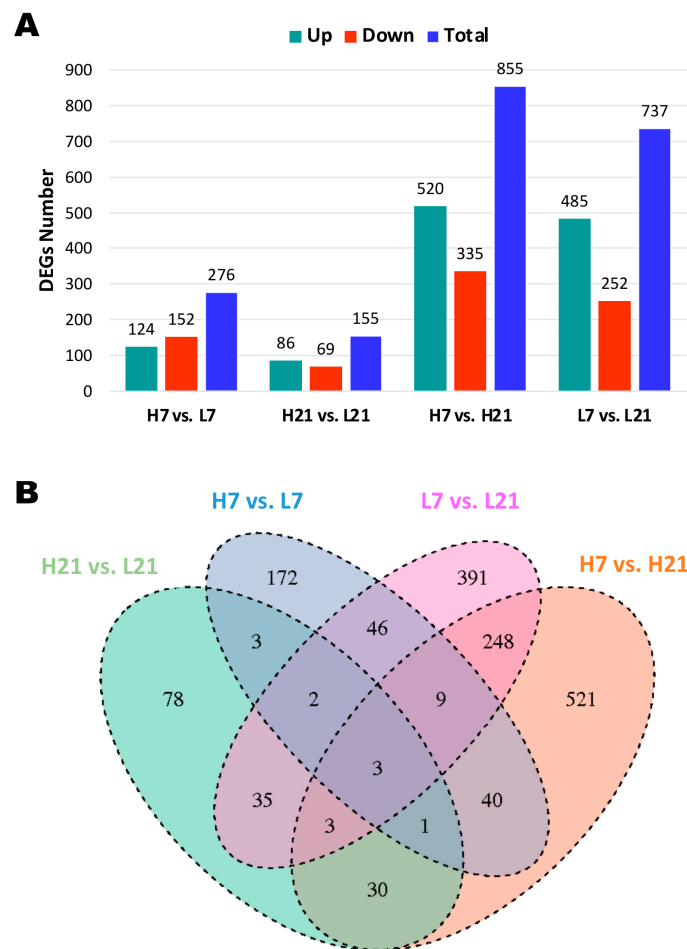 A
Up Down Total
900
800
700
600
500
400
300
200
100
0
DEGs Number
124 152 276
86 69 155
520 335 855
485 252 737
H7 vs. L7 H21 vs. L21 H7 vs. H21 L7 vs. L21
B
H7 vs. L7 L7 vs. L21
H21 vs. L21 H7 vs. H21
172 391
46
3 248
78 2 9 521
3
35 40
3 1
30